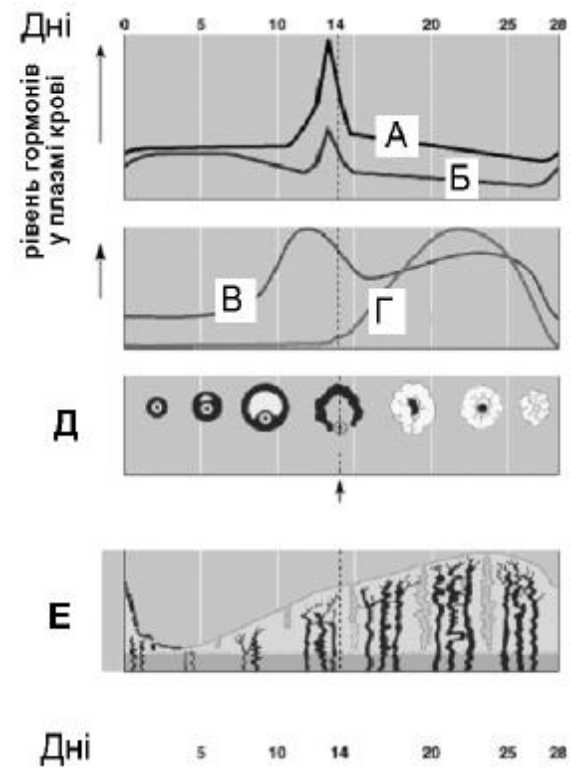 Дні 0 5 10 14 20 25 28
рівень гормонів
у плазмі крові
А
Б
В
Г
Д
Е
Дні 5 10 14 20 25 28